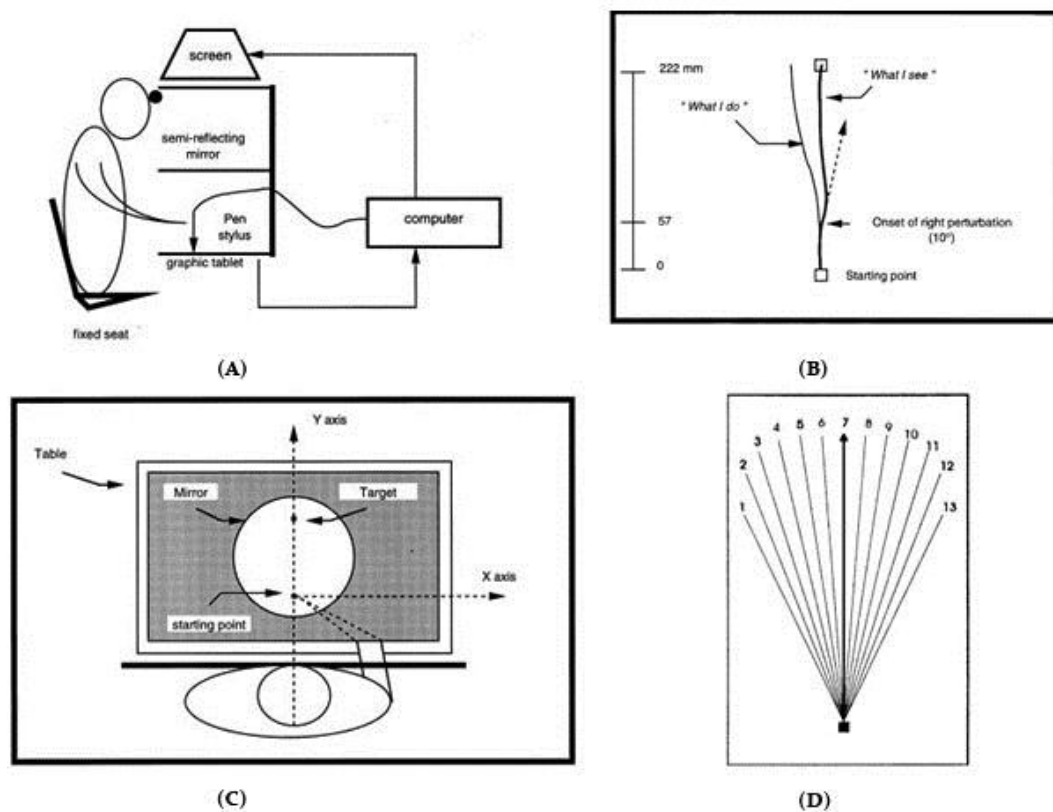 screen
semi-reflecting
mirror
Pen
stylus
computer
graphic tablet
fixed seat
(A)
222 mm
" What I see "
" What I do "
57
Onset of right perturbation
(10°)
0
Starting point
(B)
Y axis
Table
Mirror
Target
X axis
starting point
(C)
1
2
3
4
5
6
7
8
9
10
11
12
13
(D)